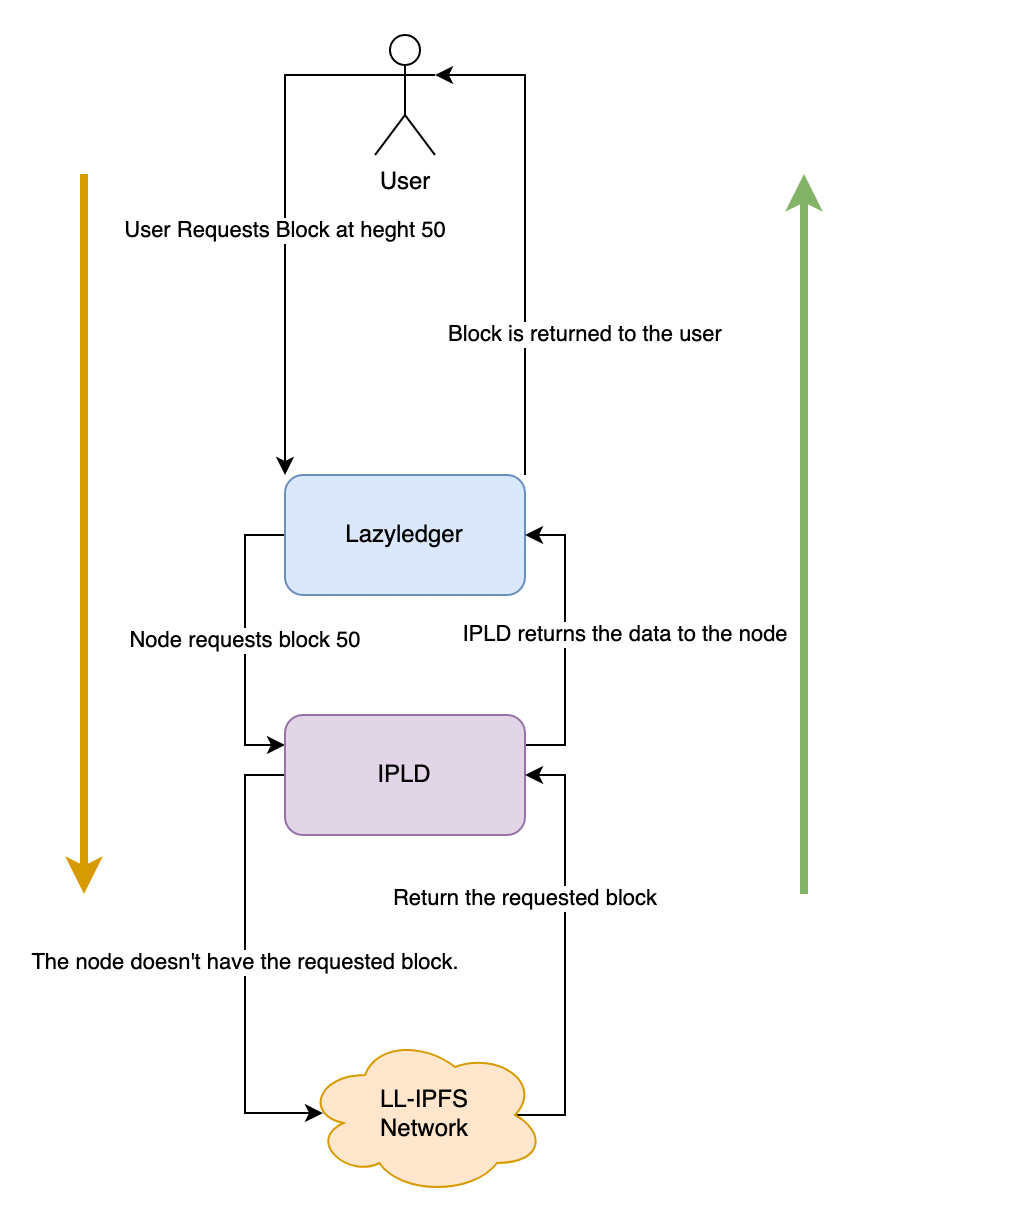 User
User Requests Block at heght 50
Block is returned to the user
Lazyledger
Node requests block 50
IPLD returns the data to the node
IPLD
Return the requested block
The node doesn't have the requested block.
LL-IPFS
Network